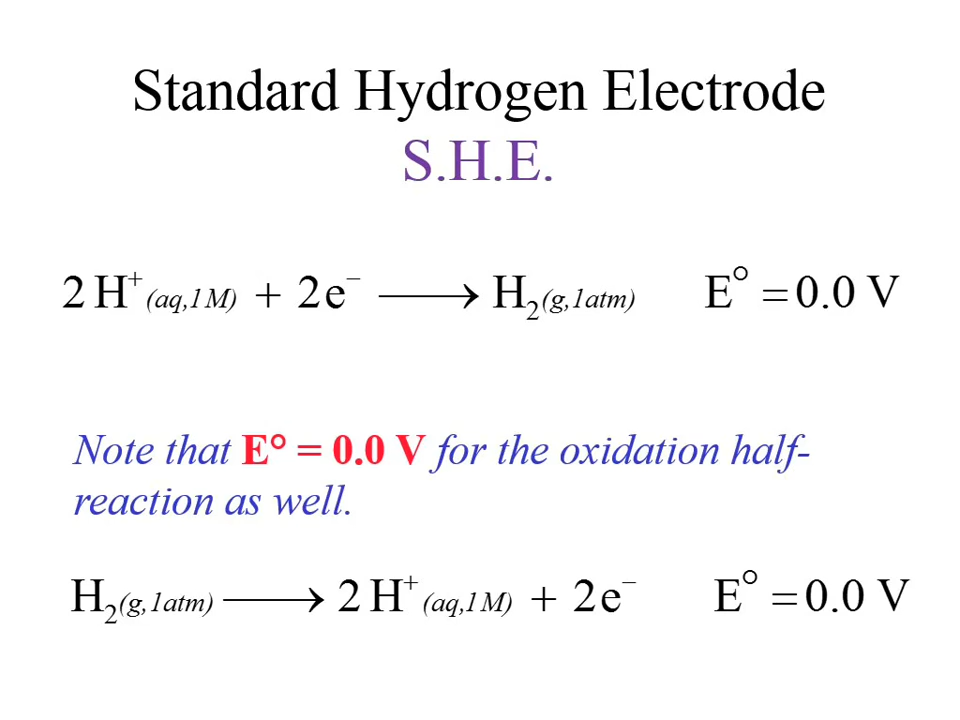 Standard Hydrogen Electrode
S.H.E.
2 H⁺(aq,1M) + 2e⁻ ⟶ H₂(g,1atm) E° = 0.0 V
Note that E° = 0.0 V for the oxidation half-
reaction as well.
H₂(g,1atm) ⟶ 2 H⁺(aq,1M) + 2e⁻ E° = 0.0 V